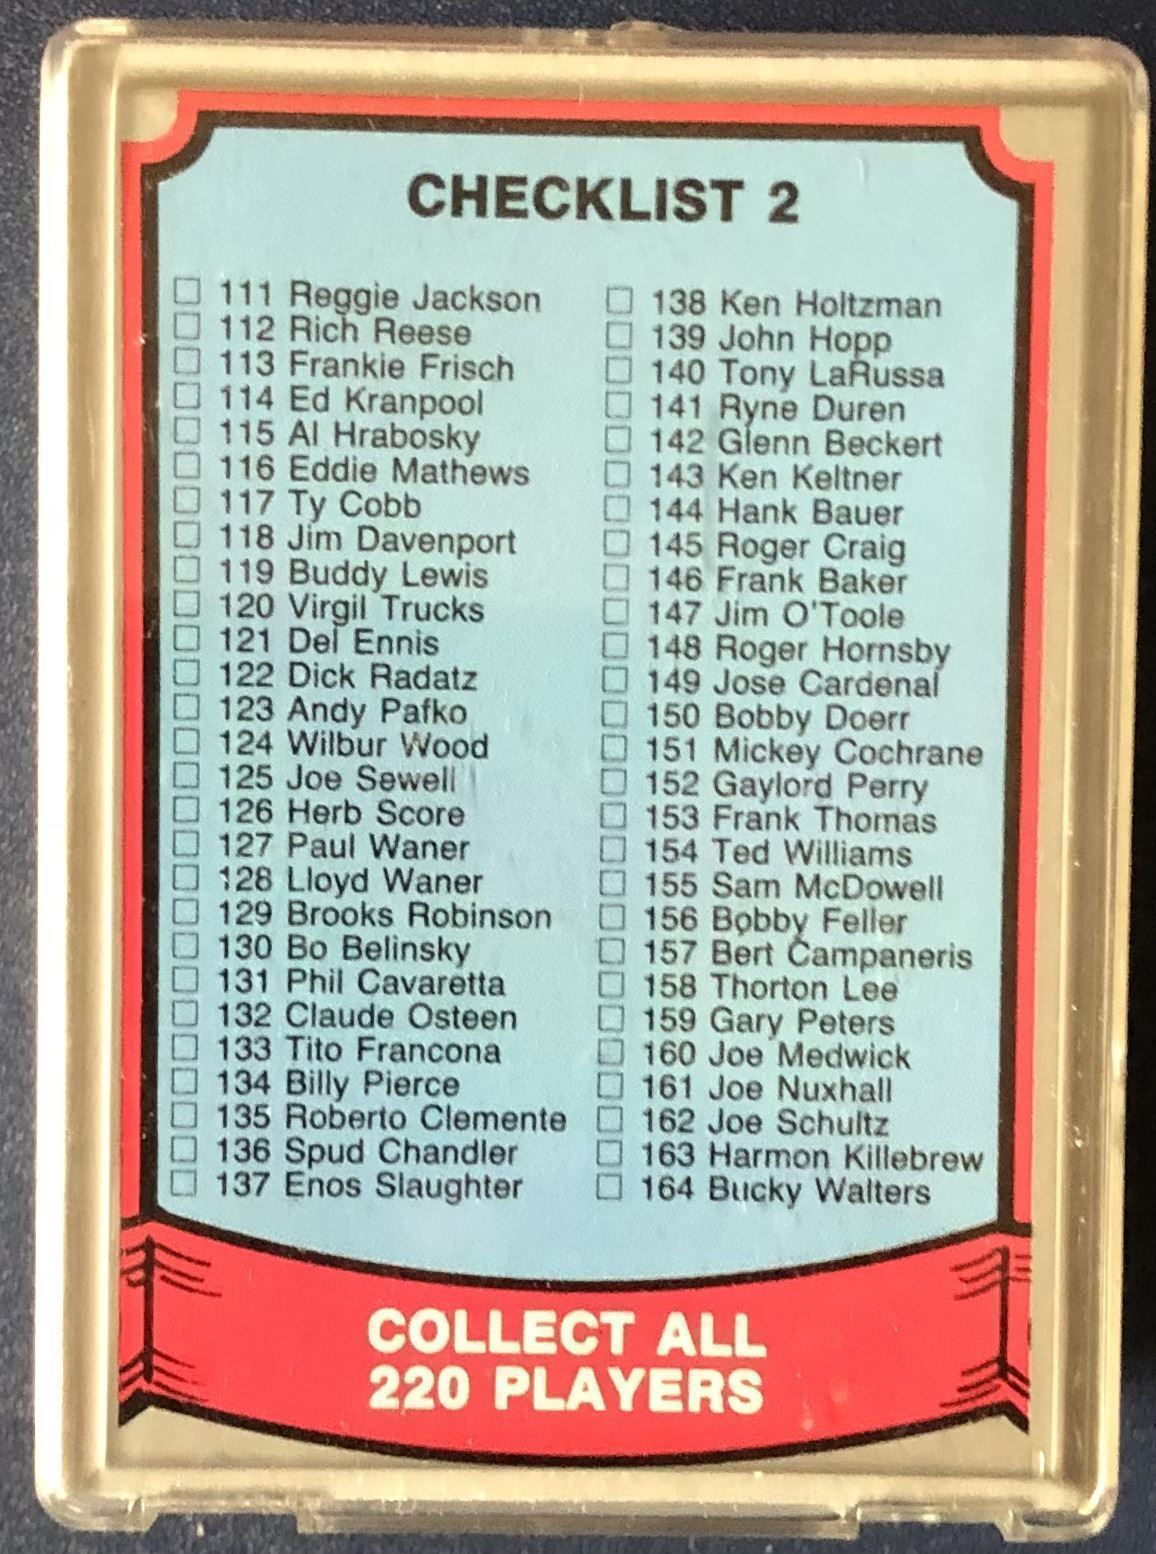 CHECKLIST 2
111 Reggie Jackson
112 Rich Reese
113 Frankie Frisch
114 Ed Kranpool
115 Al Hrabosky
116 Eddie Mathews
117 Ty Cobb
118 Jim Davenport
119 Buddy Lewis
120 Virgil Trucks
121 Del Ennis
122 Dick Radatz
123 Andy Pafko
124 Wilbur Wood
125 Joe Sewell
126 Herb Score
127 Paul Waner
128 Lloyd Waner
129 Brooks Robinson
130 Bo Belinsky
131 Phil Cavaretta
132 Claude Osteen
133 Tito Francona
134 Billy Pierce
135 Roberto Clemente
136 Spud Chandler
137 Enos Slaughter
138 Ken Holtzman
139 John Hopp
140 Tony LaRussa
141 Ryne Duren
142 Glenn Beckert
143 Ken Keltner
144 Hank Bauer
145 Roger Craig
146 Frank Baker
147 Jim O'Toole
148 Roger Hornsby
149 Jose Cardenal
150 Bobby Doerr
151 Mickey Cochrane
152 Gaylord Perry
153 Frank Thomas
154 Ted Williams
155 Sam McDowell
156 Bobby Feller
157 Bert Campaneris
158 Thorton Lee
159 Gary Peters
160 Joe Medwick
161 Joe Nuxhall
162 Joe Schultz
163 Harmon Killebrew
164 Bucky Walters
COLLECT ALL
220 PLAYERS